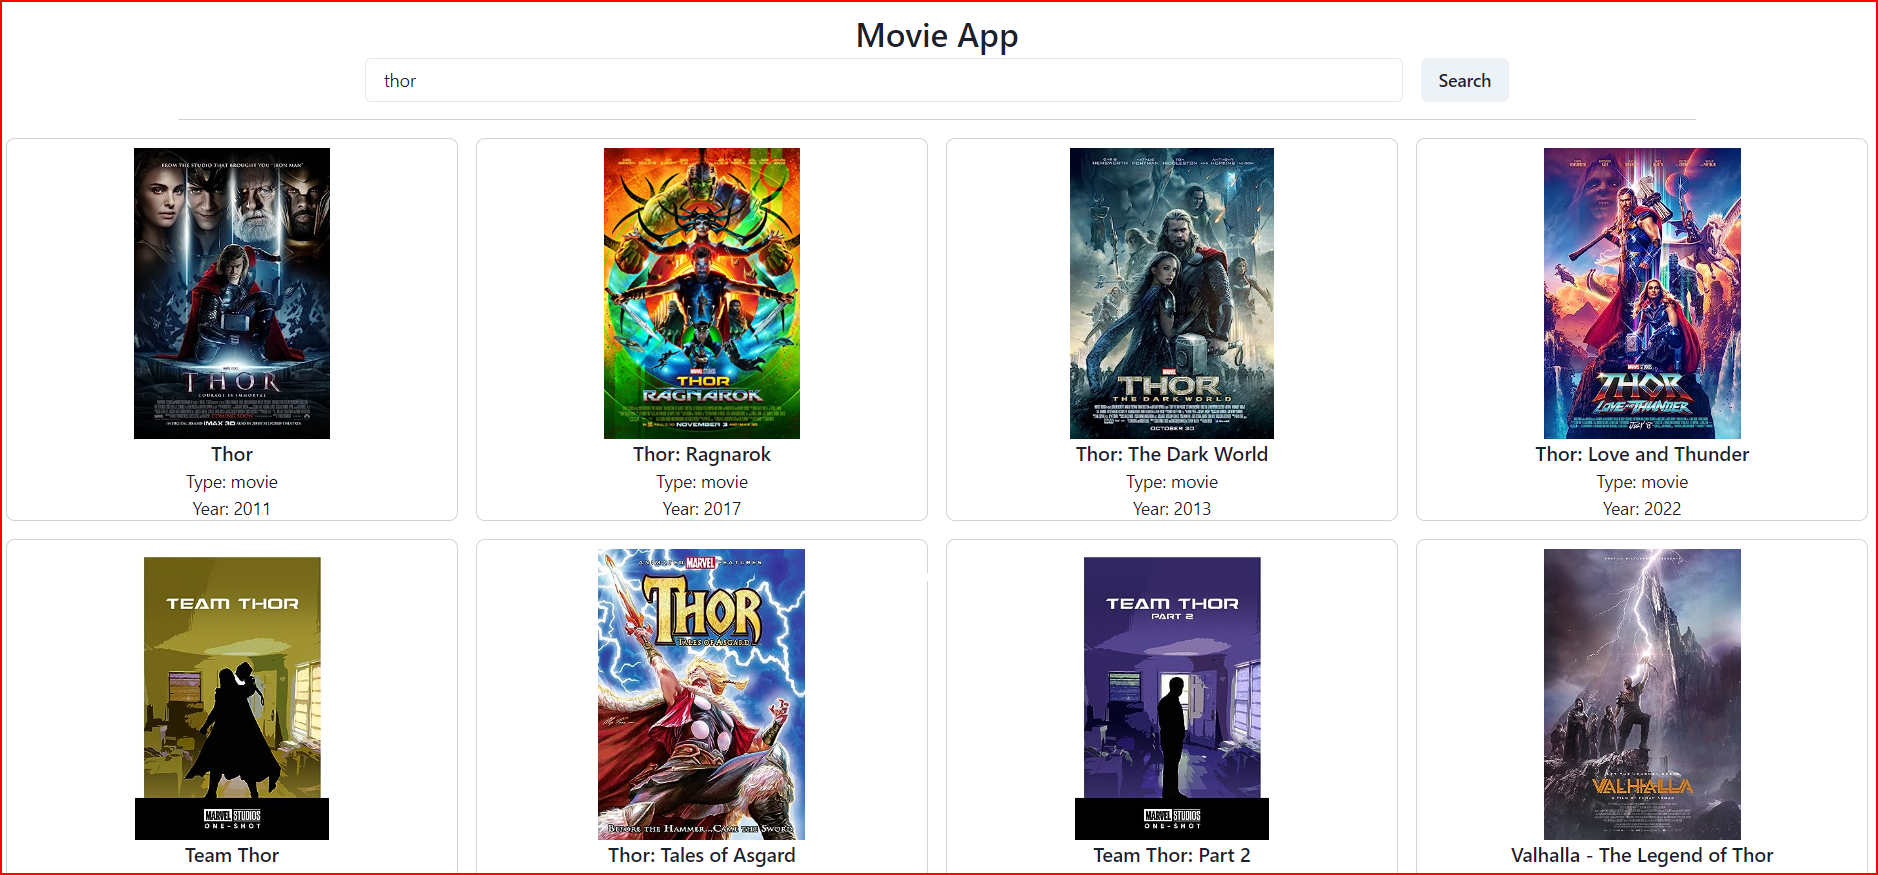 Movie App
thor
Search
FROM THE STUDIO THAT BROUGHT YOU "IRON MAN"
THOR
COURAGE IS IMMORTAL
Thor
Type: movie
Year: 2011
THOR
RAGNAROK
NOVEMBER 3
Thor: Ragnarok
Type: movie
Year: 2017
MARVEL
THOR
THE DARK WORLD
OCTOBER 30
Thor: The Dark World
Type: movie
Year: 2013
THOR
LOVE AND THUNDER
JULY 8
Thor: Love and Thunder
Type: movie
Year: 2022
TEAM THOR
MARVEL STUDIOS
ONE-SHOT
Team Thor
ANIMATED MARVEL FEATURES
THOR
TALES OF ASGARD
BEFORE THE HAMMER...CAME THE SWORD
Thor: Tales of Asgard
TEAM THOR
PART 2
MARVEL STUDIOS
ONE-SHOT
Team Thor: Part 2
VALHALLA
Valhalla - The Legend of Thor